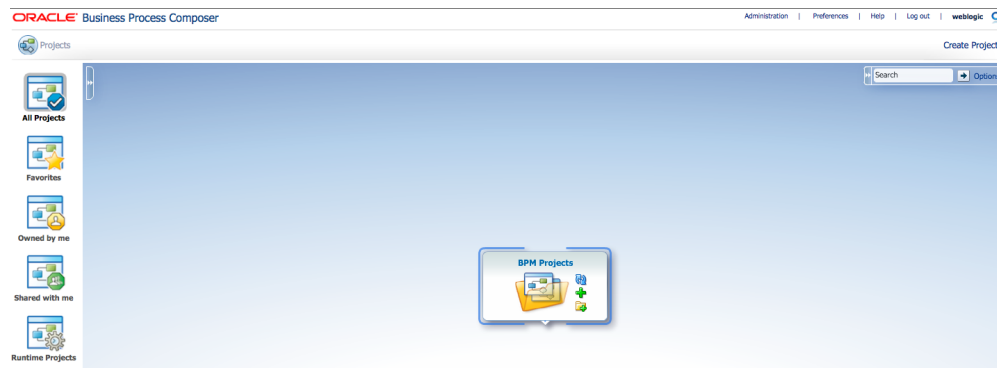 ORACLE Business Process Composer
Administration | Preferences | Help | Log out | weblogic
Projects
Create Project
Search
Option
All Projects
Favorites
Owned by me
BPM Projects
Shared with me
Runtime Projects